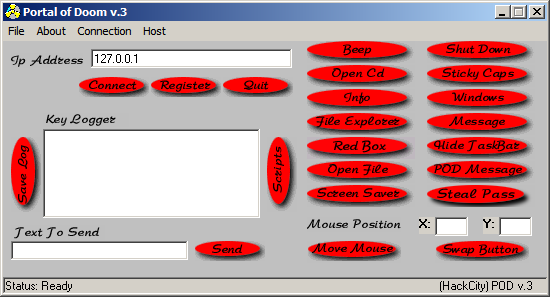 Portal of Doom v.3
File About Connection Host
Ip Address 127.0.0.1
Connect Register Quit
Key Logger
Save Log
Scripts
Text To Send
Send
Beep Shut Down
Open Cd Sticky Caps
Info Windows
File Explorer Message
Red Box Hide TaskBar
Open File POD Message
Screen Saver Steal Pass
Mouse Position X: Y:
Move Mouse Swap Button
Status: Ready (HackCity) POD v.3